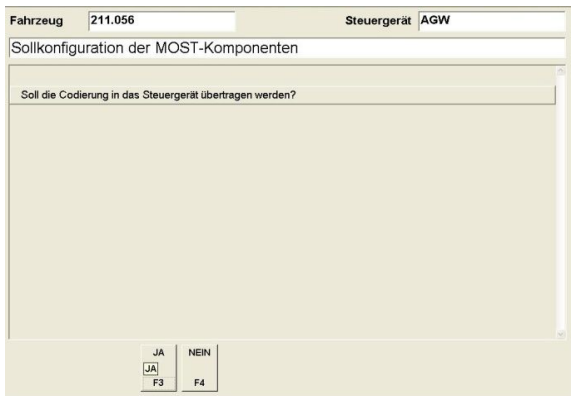 Fahrzeug 211.056 Steuergerät AGW
Sollkonfiguration der MOST-Komponenten
Soll die Codierung in das Steuergerät übertragen werden?
JA NEIN
JA
F3 F4